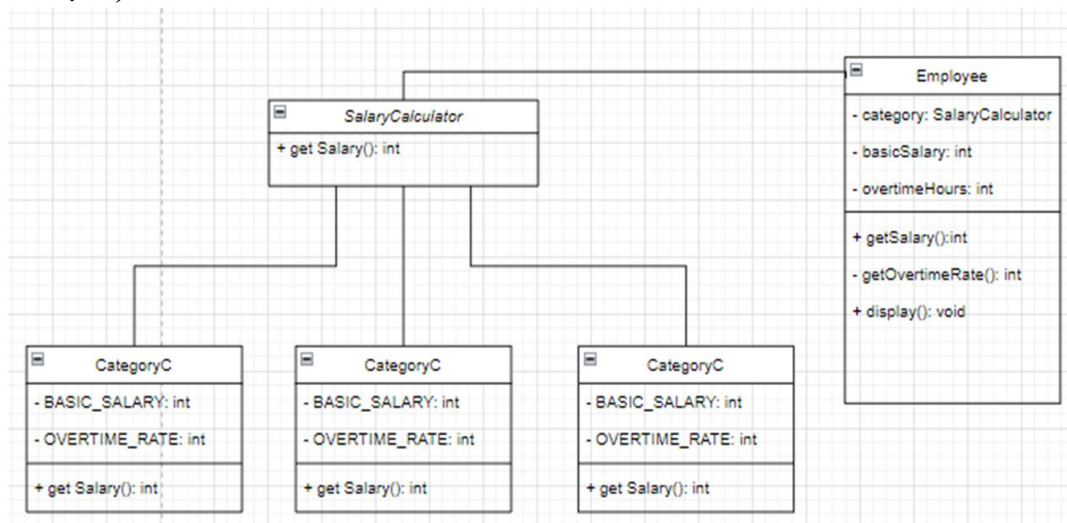 Employee
- category: SalaryCalculator
- basicSalary: int
- overtimeHours: int
+ getSalary():int
- getOvertimeRate(): int
+ display(): void
SalaryCalculator
+ get Salary(): int
CategoryC
- BASIC_SALARY: int
- OVERTIME_RATE: int
+ get Salary(): int
CategoryC
- BASIC_SALARY: int
- OVERTIME_RATE: int
+ get Salary(): int
CategoryC
- BASIC_SALARY: int
- OVERTIME_RATE: int
+ get Salary(): int